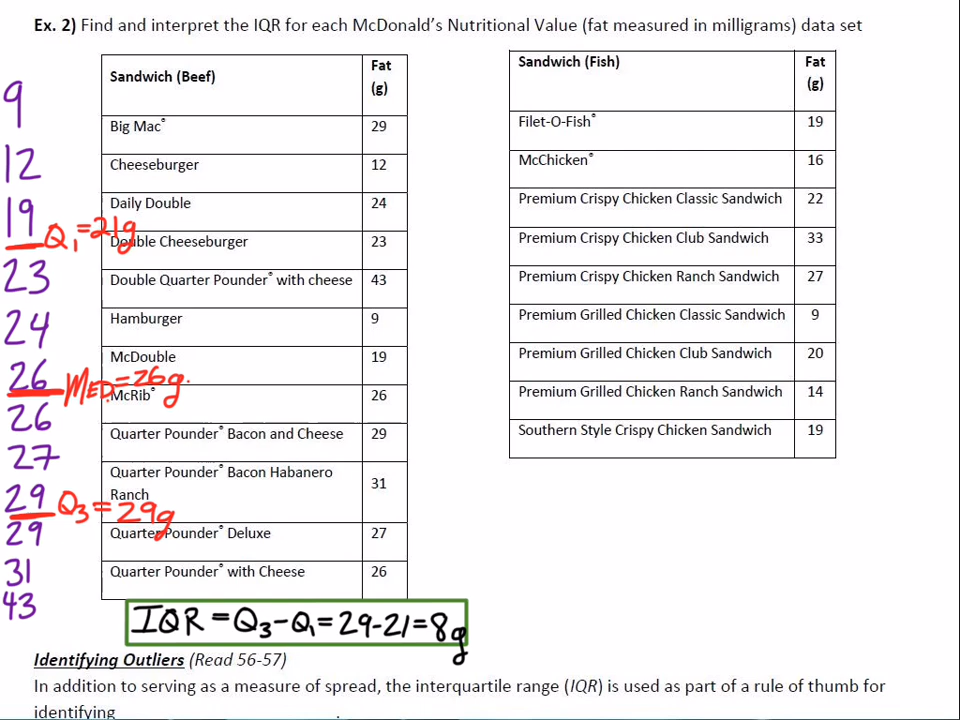 Ex. 2) Find and interpret the IQR for each McDonald's Nutritional Value (fat measured in milligrams) data set
Sandwich (Beef) Fat (g)
Big Mac® 29
Cheeseburger 12
Daily Double 24
Double Cheeseburger 23
Double Quarter Pounder® with cheese 43
Hamburger 9
McDouble 19
McRib® 26
Quarter Pounder® Bacon and Cheese 29
Quarter Pounder® Bacon Habanero
Ranch 31
Quarter Pounder® Deluxe 27
Quarter Pounder® with Cheese 26
Sandwich (Fish) Fat (g)
Filet-O-Fish® 19
McChicken® 16
Premium Crispy Chicken Classic Sandwich 22
Premium Crispy Chicken Club Sandwich 33
Premium Crispy Chicken Ranch Sandwich 27
Premium Grilled Chicken Classic Sandwich 9
Premium Grilled Chicken Club Sandwich 20
Premium Grilled Chicken Ranch Sandwich 14
Southern Style Crispy Chicken Sandwich 19
9
12
19
Q1=21g
23
24
26
MED=26g.
26
27
29
Q3=29g
29
31
43
IQR=Q3-Q1=29-21=8g
Identifying Outliers (Read 56-57)
In addition to serving as a measure of spread, the interquartile range (IQR) is used as part of a rule of thumb for
identifying .